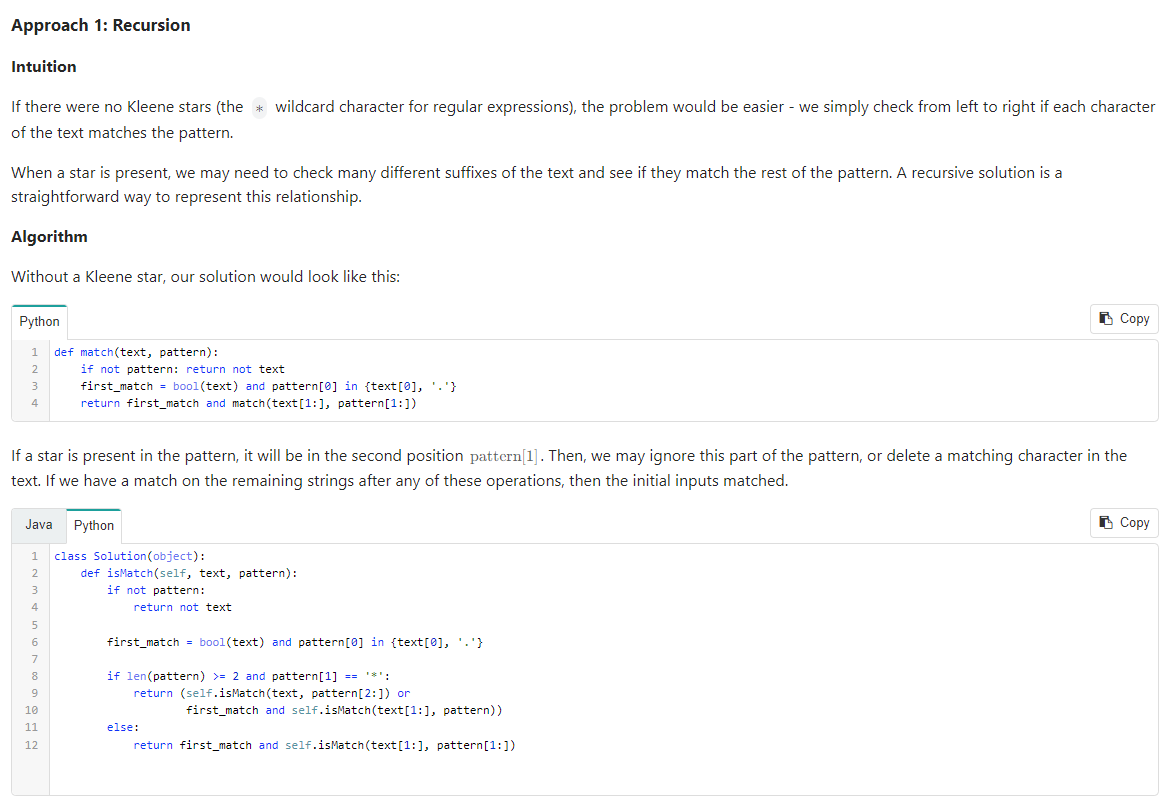 Approach 1: Recursion
Intuition
If there were no Kleene stars (the * wildcard character for regular expressions), the problem would be easier - we simply check from left to right if each character
of the text matches the pattern.
When a star is present, we may need to check many different suffixes of the text and see if they match the rest of the pattern. A recursive solution is a
straightforward way to represent this relationship.
Algorithm
Without a Kleene star, our solution would look like this:
Python
Copy
1 def match(text, pattern):
2     if not pattern: return not text
3     first_match = bool(text) and pattern[0] in {text[0], '.'}
4     return first_match and match(text[1:], pattern[1:])
If a star is present in the pattern, it will be in the second position pattern[1]. Then, we may ignore this part of the pattern, or delete a matching character in the
text. If we have a match on the remaining strings after any of these operations, then the initial inputs matched.
Java Python
Copy
1 class Solution(object):
2     def isMatch(self, text, pattern):
3         if not pattern:
4             return not text
5
6         first_match = bool(text) and pattern[0] in {text[0], '.'}
7
8         if len(pattern) >= 2 and pattern[1] == '*':
9             return (self.isMatch(text, pattern[2:]) or
10                     first_match and self.isMatch(text[1:], pattern))
11         else:
12             return first_match and self.isMatch(text[1:], pattern[1:])